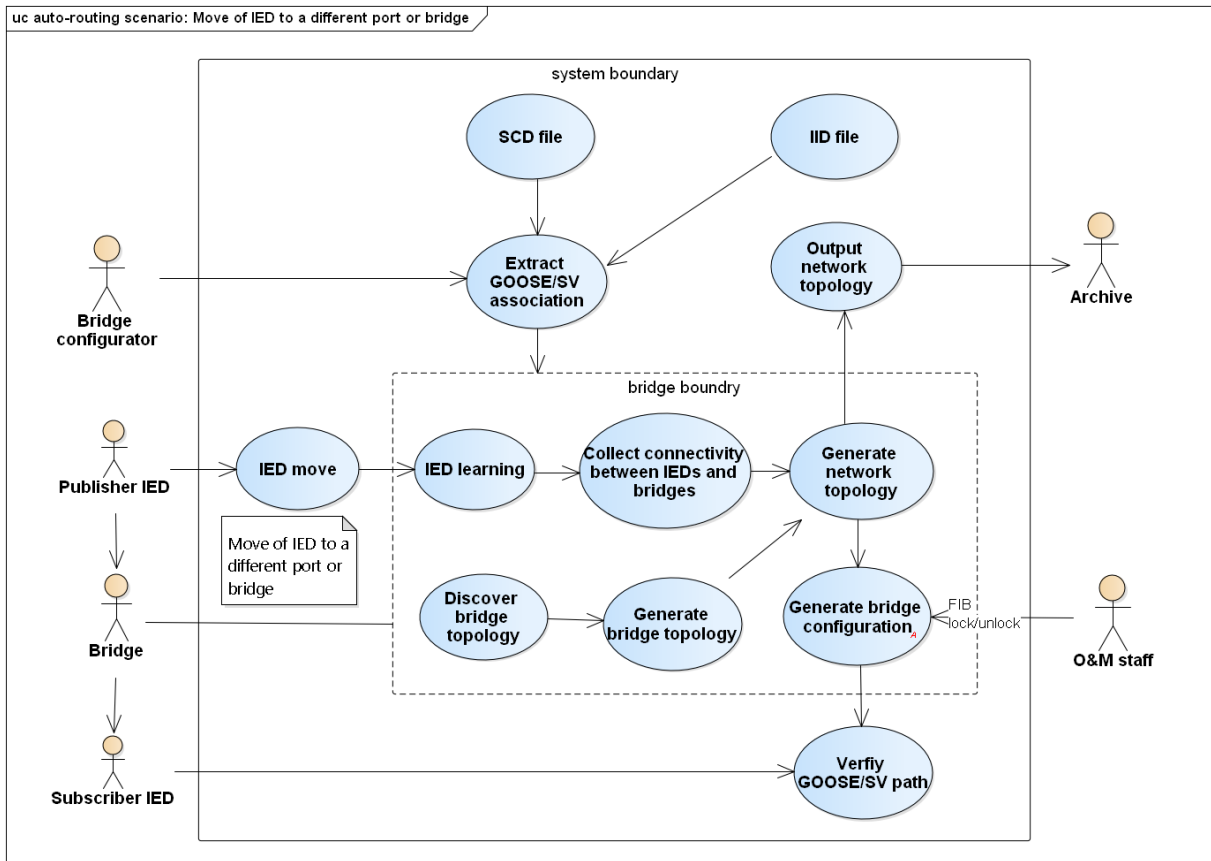 uc auto-routing scenario: Move of IED to a different port or bridge
system boundary
SCD file
IID file
Extract
GOOSE/SV
association
Output
network
topology
Bridge
configurator
Archive
bridge boundry
Publisher IED
IED move
IED learning
Collect connectivity
between IEDs and
bridges
Generate
network
topology
Move of IED to a
different port or
bridge
Bridge
Discover
bridge
topology
Generate
bridge topology
Generate bridge
configuration
A
FIB
lock/unlock
O&M staff
Subscriber IED
Verfiy
GOOSE/SV path